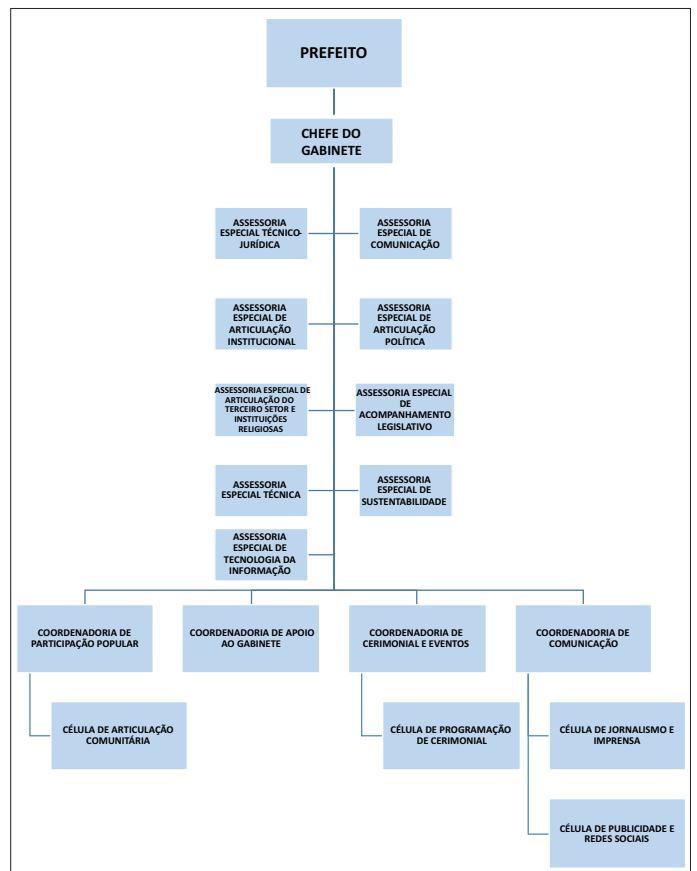 PREFEITO
CHEFE DO
GABINETE
ASSESSORIA
ESPECIAL TÉCNICO-
JURÍDICA
ASSESSORIA
ESPECIAL DE
COMUNICAÇÃO
ASSESSORIA
ESPECIAL DE
ARTICULAÇÃO
INSTITUCIONAL
ASSESSORIA
ESPECIAL DE
ARTICULAÇÃO
POLÍTICA
ASSESSORIA ESPECIAL DE
ARTICULAÇÃO DO
TERCEIRO SETOR E
INSTITUIÇÕES
RELIGIOSAS
ASSESSORIA ESPECIAL
DE
ACOMPANHAMENTO
LEGISLATIVO
ASSESSORIA
ESPECIAL TÉCNICA
ASSESSORIA
ESPECIAL DE
SUSTENTABILIDADE
ASSESSORIA
ESPECIAL DE
TECNOLOGIA DA
INFORMAÇÃO
COORDENADORIA DE
PARTICIPAÇÃO POPULAR
COORDENADORIA DE APOIO
AO GABINETE
COORDENADORIA DE
CERIMONIAL E EVENTOS
COORDENADORIA DE
COMUNICAÇÃO
CÉLULA DE ARTICULAÇÃO
COMUNITÁRIA
CÉLULA DE PROGRAMAÇÃO
DE CERIMONIAL
CÉLULA DE JORNALISMO E
IMPRENSA
CÉLULA DE PUBLICIDADE E
REDES SOCIAIS